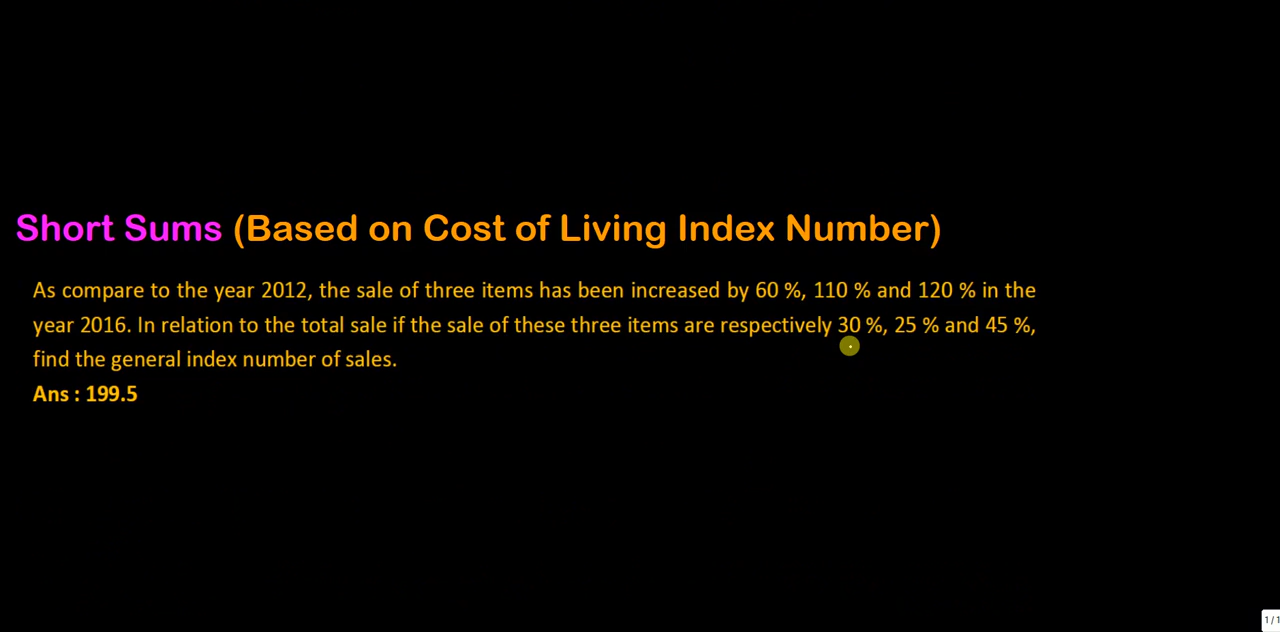 Short Sums (Based on Cost of Living Index Number)
As compare to the year 2012, the sale of three items has been increased by 60 %, 110 % and 120 % in the
year 2016. In relation to the total sale if the sale of these three items are respectively 30 %, 25 % and 45 %,
find the general index number of sales.
Ans : 199.5
1 / 1